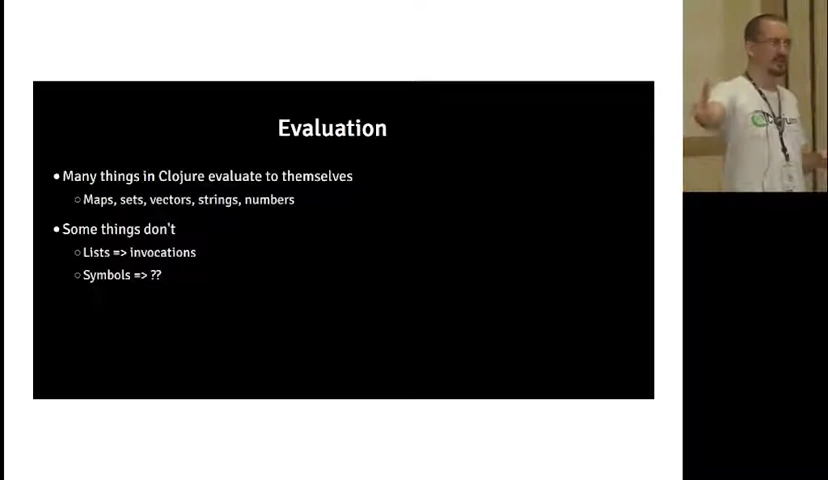 Evaluation
• Many things in Clojure evaluate to themselves
○ Maps, sets, vectors, strings, numbers
• Some things don't
○ Lists => invocations
○ Symbols => ??